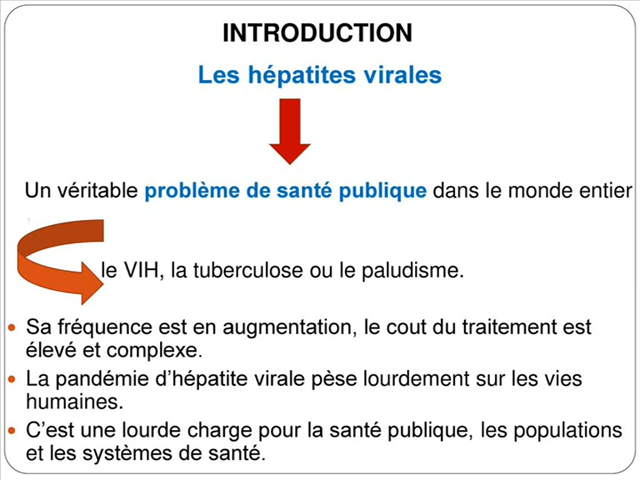 INTRODUCTION
Les hépatites virales
Un véritable problème de santé publique dans le monde entier
le VIH, la tuberculose ou le paludisme.
• Sa fréquence est en augmentation, le cout du traitement est
élevé et complexe.
• La pandémie d’hépatite virale pèse lourdement sur les vies
humaines.
• C’est une lourde charge pour la santé publique, les populations
et les systèmes de santé.